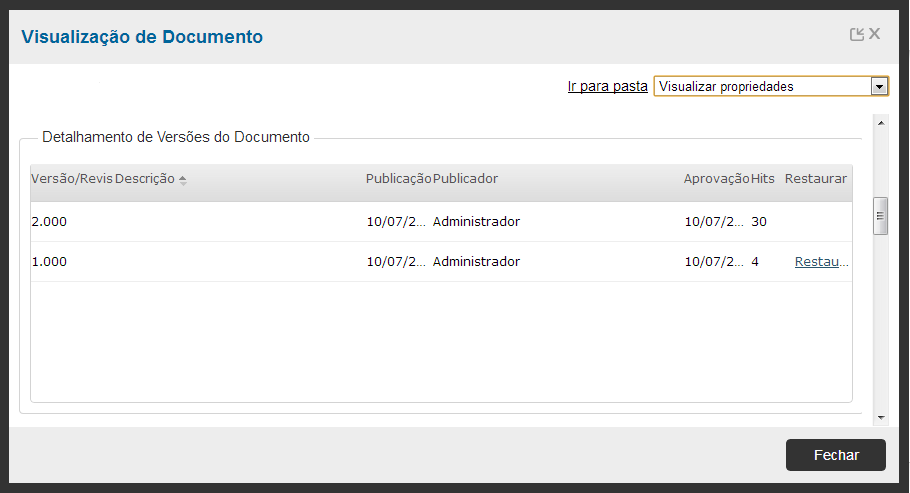 Visualização de Documento
Ir para pasta Visualizar propriedades
Detalhamento de Versões do Documento
Versão/Revis Descrição Publicação Publicador Aprovação Hits Restaurar
2.000 10/07/2... Administrador 10/07/2... 30
1.000 10/07/2... Administrador 10/07/2... 4 Restau...
Fechar